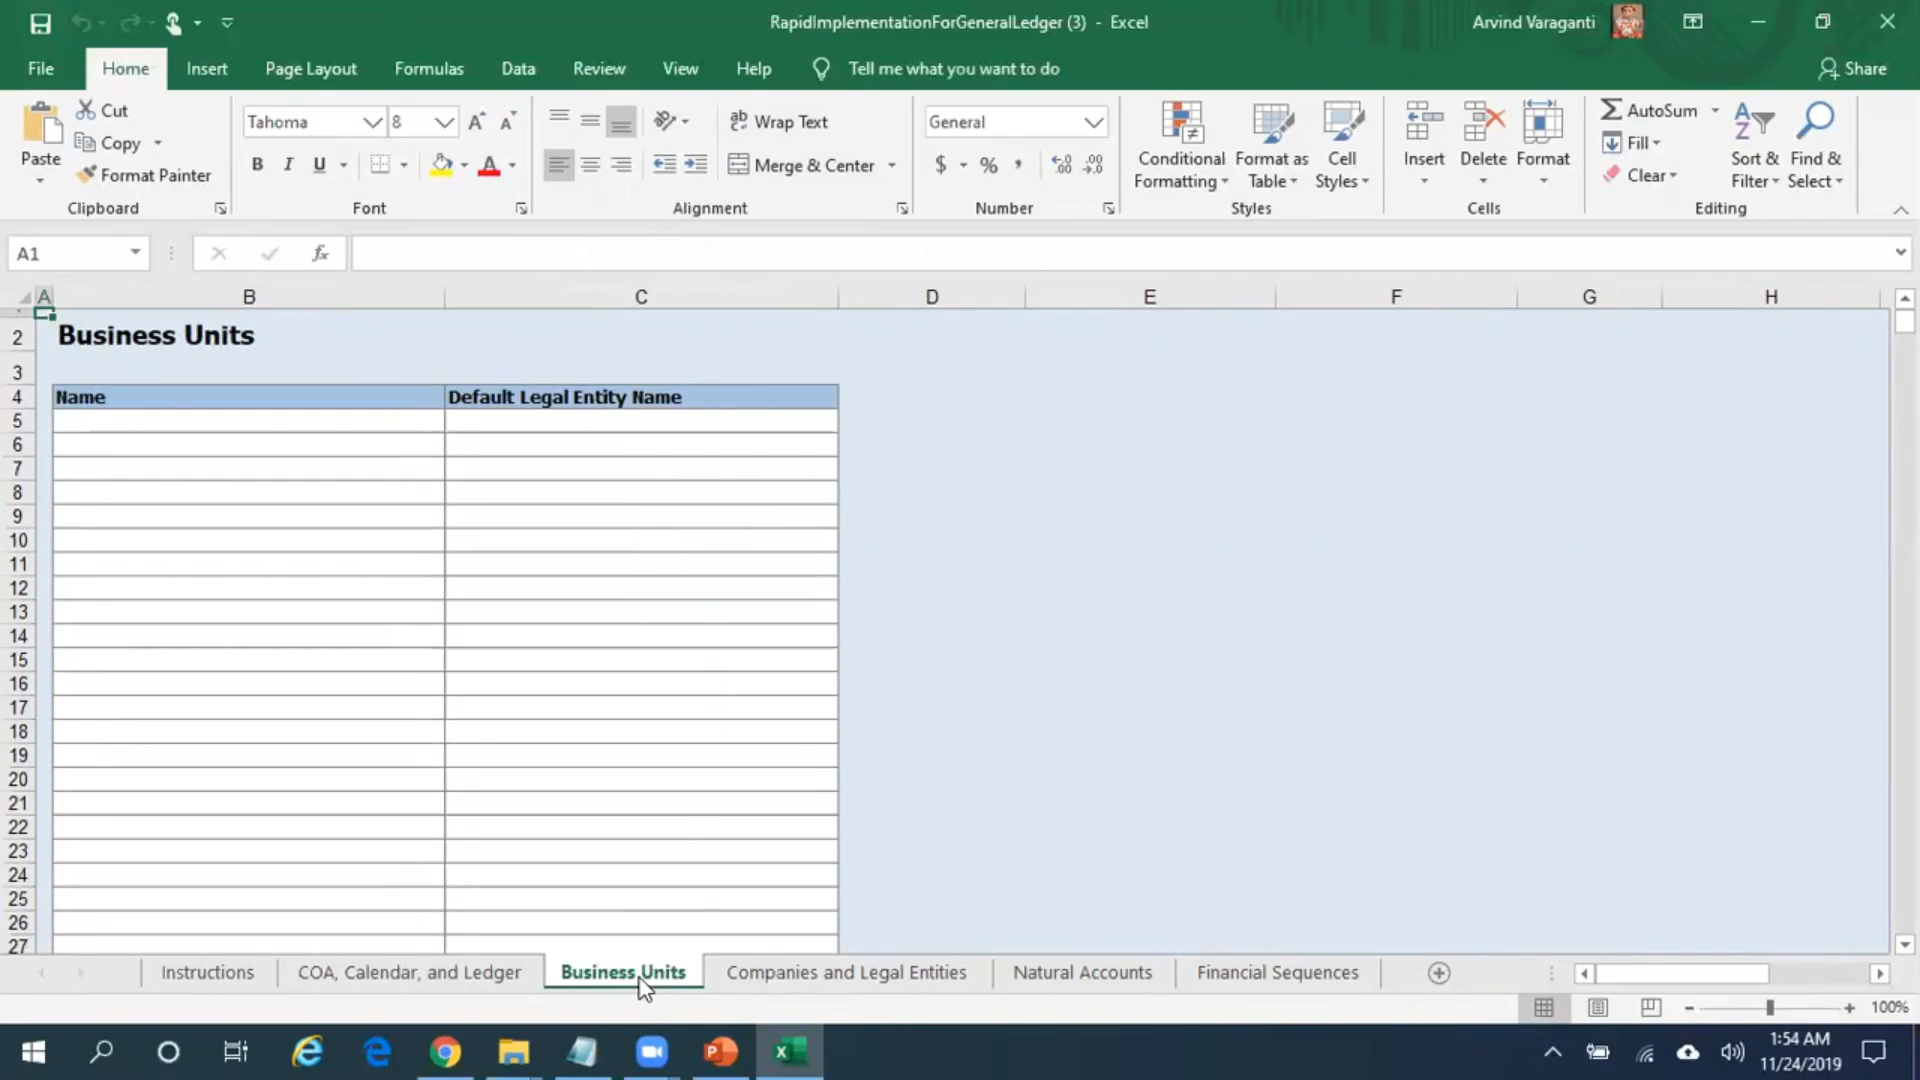 RapidImplementationForGeneralLedger (3) - Excel
Arvind Varaganti
File Home Insert Page Layout Formulas Data Review View Help Tell me what you want to do Share
Paste Cut Copy Format Painter
Tahoma 8
B I U A
Wrap Text
Merge & Center
General
$ % ,
Conditional Formatting Format as Table Cell Styles
Insert Delete Format
AutoSum Fill Clear
Sort & Filter Find & Select
Clipboard Font Alignment Number Styles Cells Editing
A1 fx
A B C D E F G H
2 Business Units
3
4 Name Default Legal Entity Name
5
6
7
8
9
10
11
12
13
14
15
16
17
18
19
20
21
22
23
24
25
26
27
Instructions COA, Calendar, and Ledger Business Units Companies and Legal Entities Natural Accounts Financial Sequences
100%
1:54 AM
11/24/2019